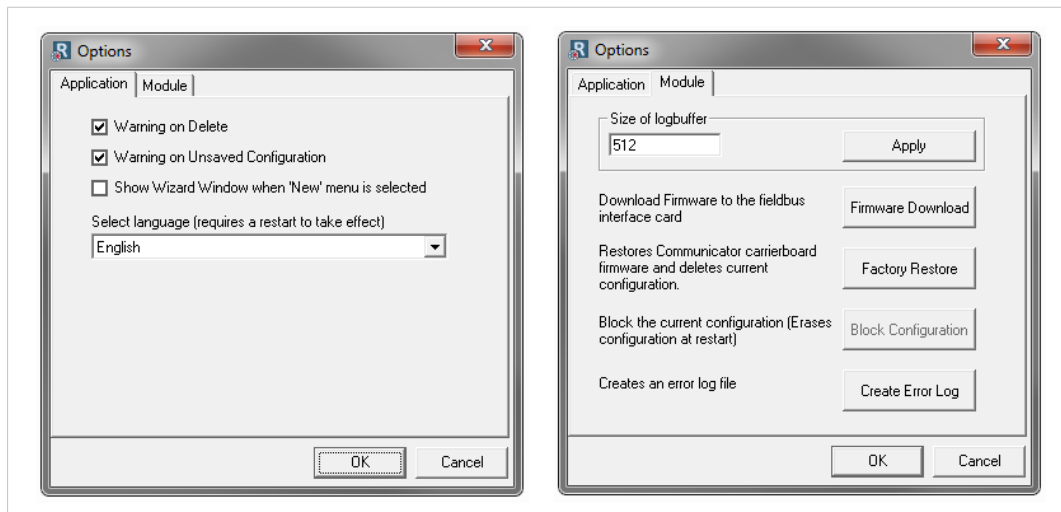 Options
Application Module
Warning on Delete
Warning on Unsaved Configuration
Show Wizard Window when 'New' menu is selected
Select language (requires a restart to take effect)
English
OK Cancel
Options
Application Module
Size of logbuffer
512 Apply
Download Firmware to the fieldbus
interface card
Firmware Download
Restores Communicator carrierboard
firmware and deletes current
configuration.
Factory Restore
Block the current configuration (Erases
configuration at restart)
Block Configuration
Creates an error log file
Create Error Log
OK Cancel